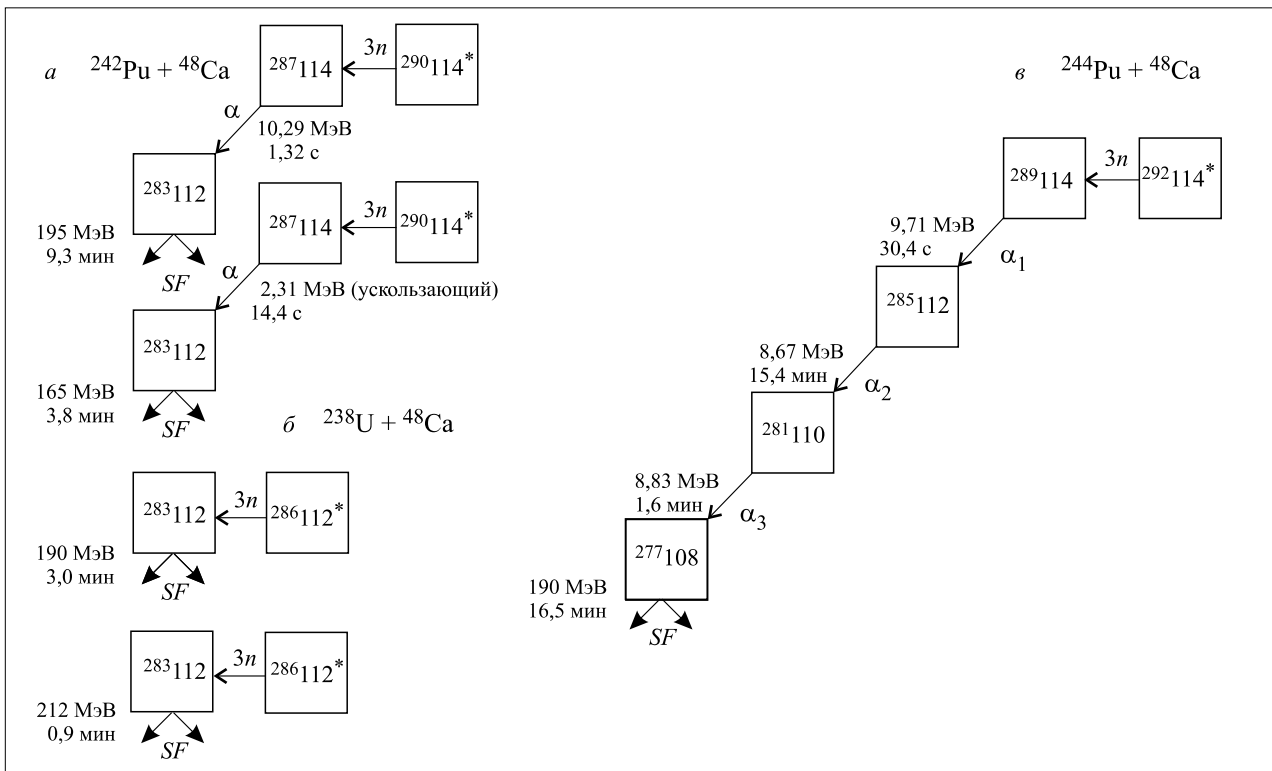 а ²⁴²Pu + ⁴⁸Ca
²⁸⁷114
3n
²⁹⁰114*
α
10,29 МэВ
1,32 с
²⁸³112
195 МэВ
9,3 мин
SF
²⁸⁷114
3n
²⁹⁰114*
α
2,31 МэВ (ускользающий)
14,4 с
²⁸³112
165 МэВ
3,8 мин
SF
б ²³⁸U + ⁴⁸Ca
²⁸³112
3n
²⁸⁶112*
190 МэВ
3,0 мин
SF
²⁸³112
3n
²⁸⁶112*
212 МэВ
0,9 мин
SF
в ²⁴⁴Pu + ⁴⁸Ca
²⁸⁹114
3n
²⁹²114*
9,71 МэВ
30,4 с
α₁
²⁸⁵112
8,67 МэВ
15,4 мин
α₂
²⁸¹110
8,83 МэВ
1,6 мин
α₃
²⁷⁷108
190 МэВ
16,5 мин
SF